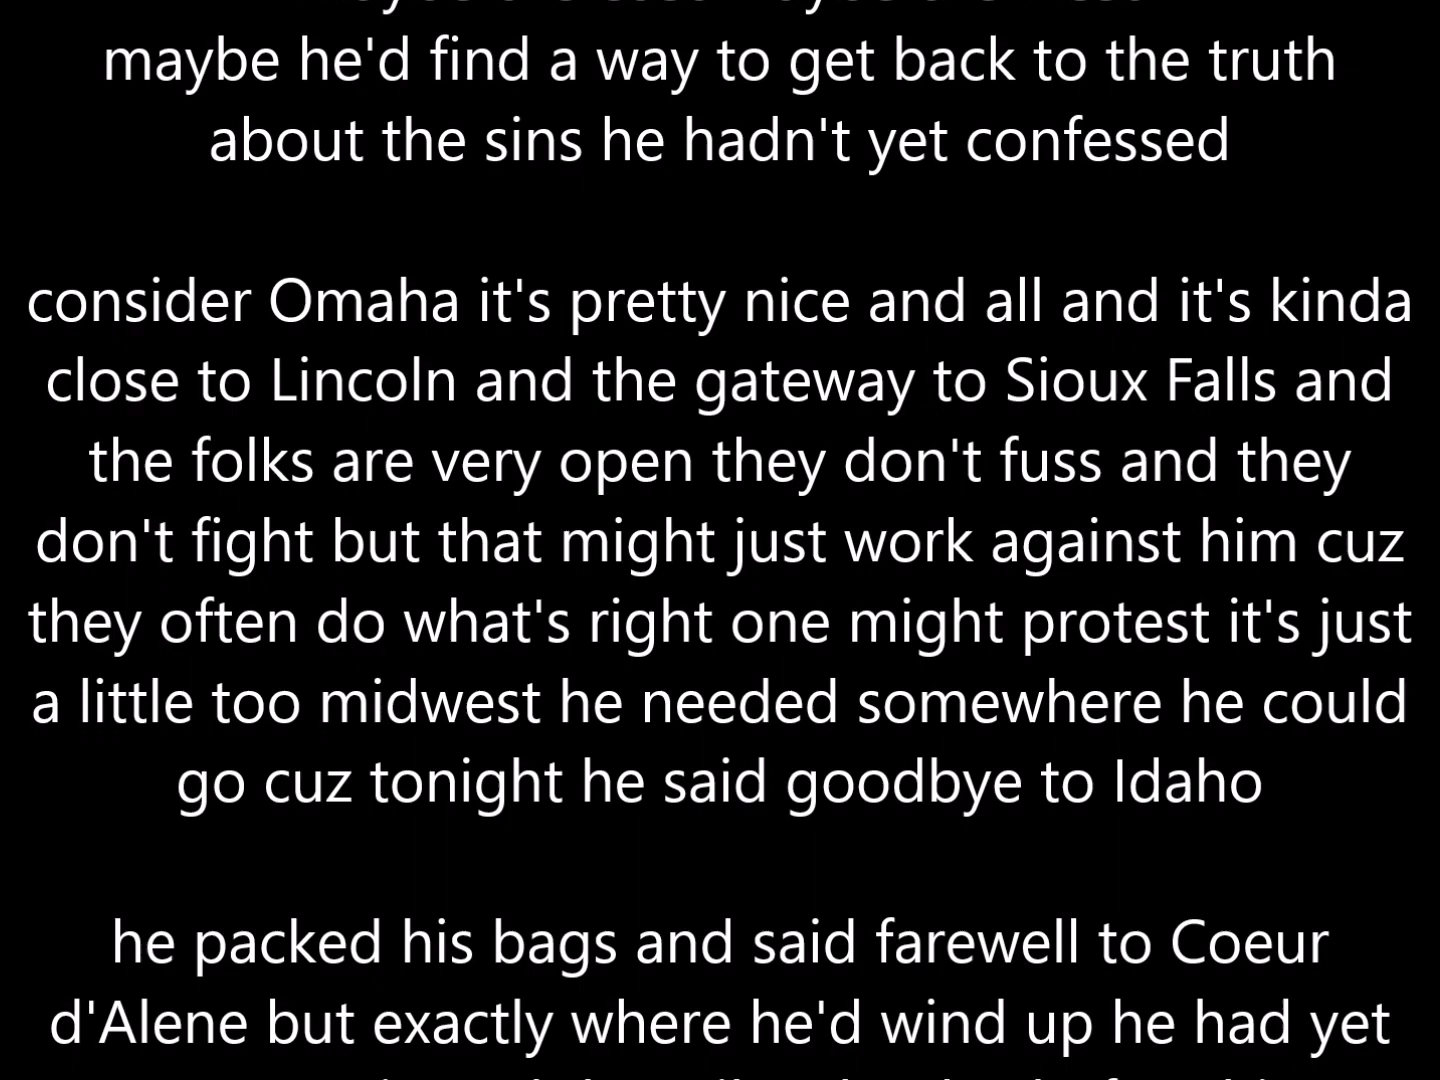 maybe he'd find a way to get back to the truth
about the sins he hadn't yet confessed
consider Omaha it's pretty nice and all and it's kinda
close to Lincoln and the gateway to Sioux Falls and
the folks are very open they don't fuss and they
don't fight but that might just work against him cuz
they often do what's right one might protest it's just
a little too midwest he needed somewhere he could
go cuz tonight he said goodbye to Idaho
he packed his bags and said farewell to Coeur
d'Alene but exactly where he'd wind up he had yet